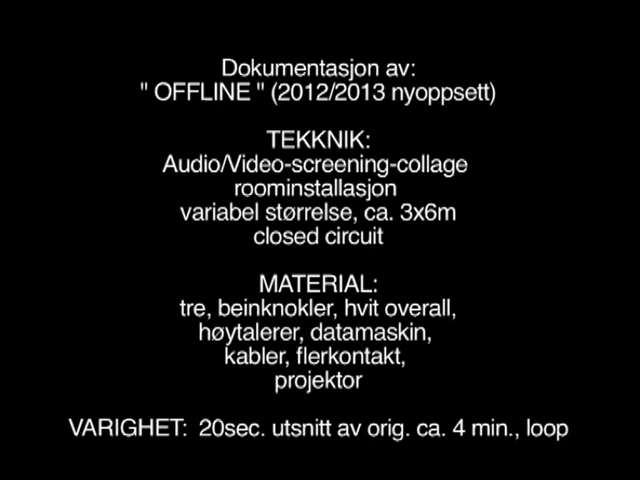 Dokumentasjon av:
" OFFLINE " (2012/2013 nyoppsett)
TEKKNIK:
Audio/Video-screening-collage
roominstallasjon
variabel størrelse, ca. 3x6m
closed circuit
MATERIAL:
tre, beinknokler, hvit overall,
høytalerer, datamaskin,
kabler, flerkontakt,
projektor
VARIGHET:  20sec. utsnitt av orig. ca. 4 min., loop